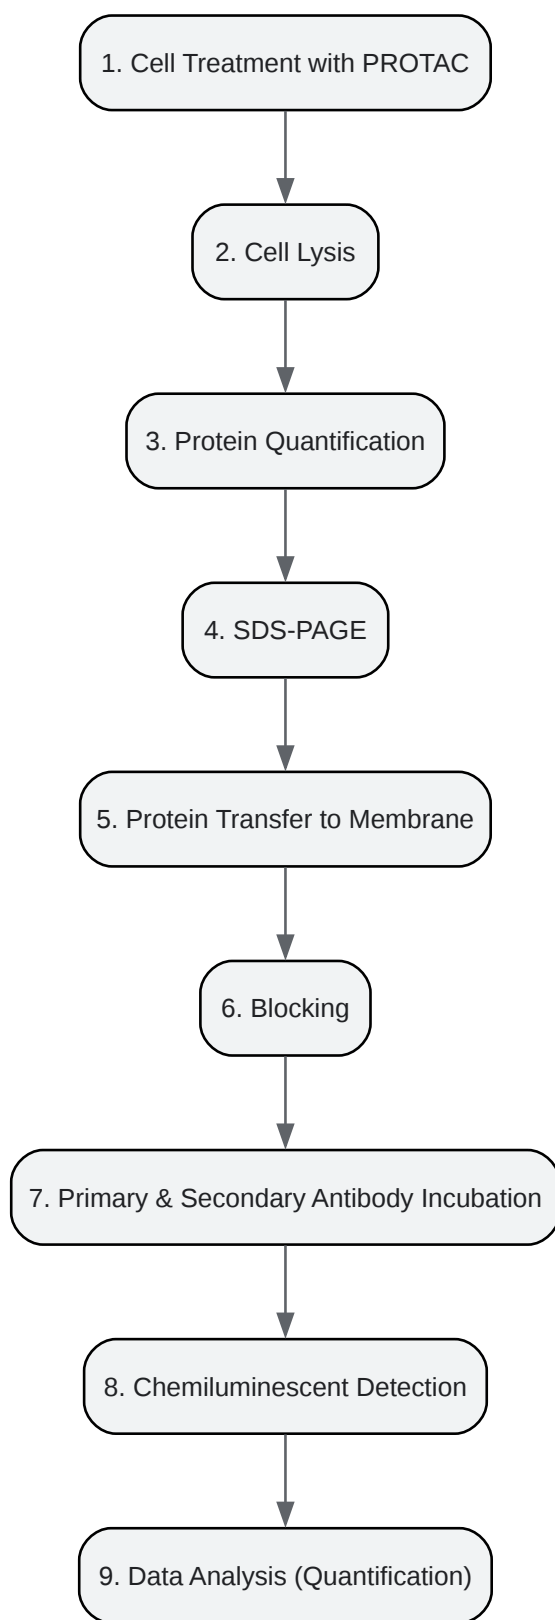 1. Cell Treatment with PROTAC
2. Cell Lysis
3. Protein Quantification
4. SDS-PAGE
5. Protein Transfer to Membrane
6. Blocking
7. Primary & Secondary Antibody Incubation
8. Chemiluminescent Detection
9. Data Analysis (Quantification)